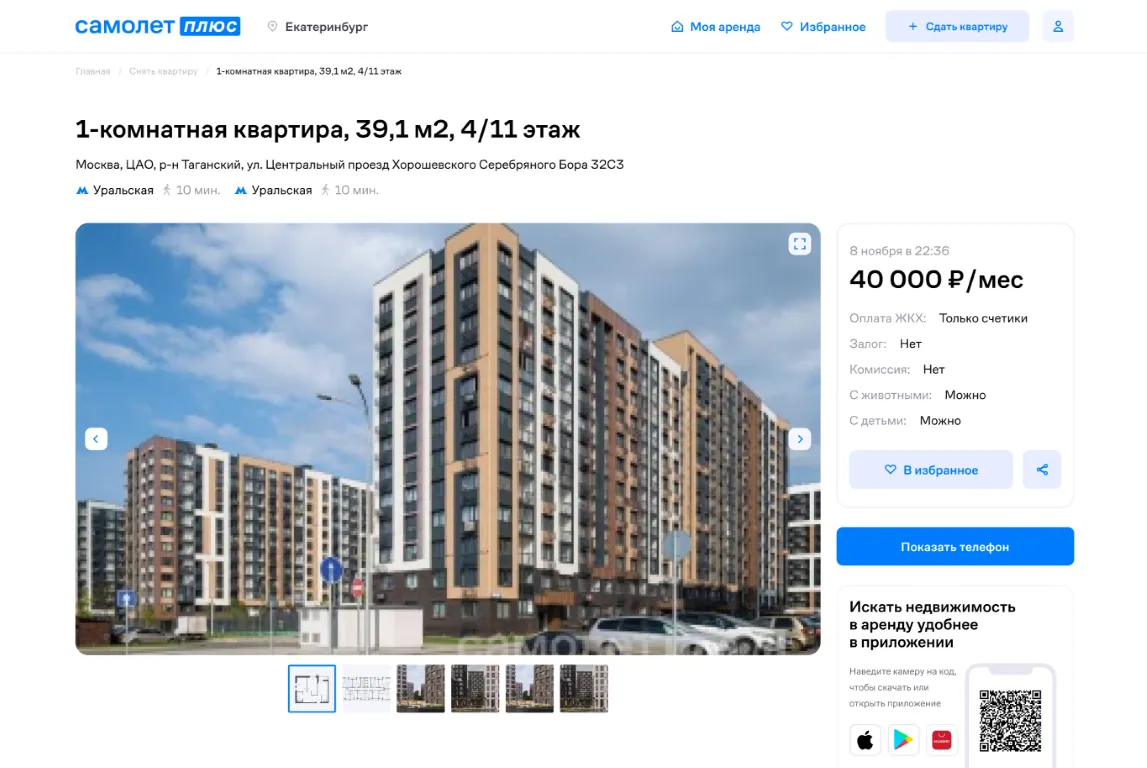 самолет плюс
Екатеринбург
Моя аренда
Избранное
+ Сдать квартиру
Главная / Снять квартиру / 1-комнатная квартира, 39,1 м2, 4/11 этаж
1-комнатная квартира, 39,1 м2, 4/11 этаж
Москва, ЦАО, р-н Таганский, ул. Центральный проезд Хорошевского Серебряного Бора 32С3
Уральская 10 мин. Уральская 10 мин.
8 ноября в 22:36
40 000 ₽/мес
Оплата ЖКХ: Только счетики
Залог: Нет
Комиссия: Нет
С животными: Можно
С детьми: Можно
В избранное
Показать телефон
самолет
Искать недвижимость
в аренду удобнее
в приложении
Наведите камеру на код,
чтобы скачать или
открыть приложение